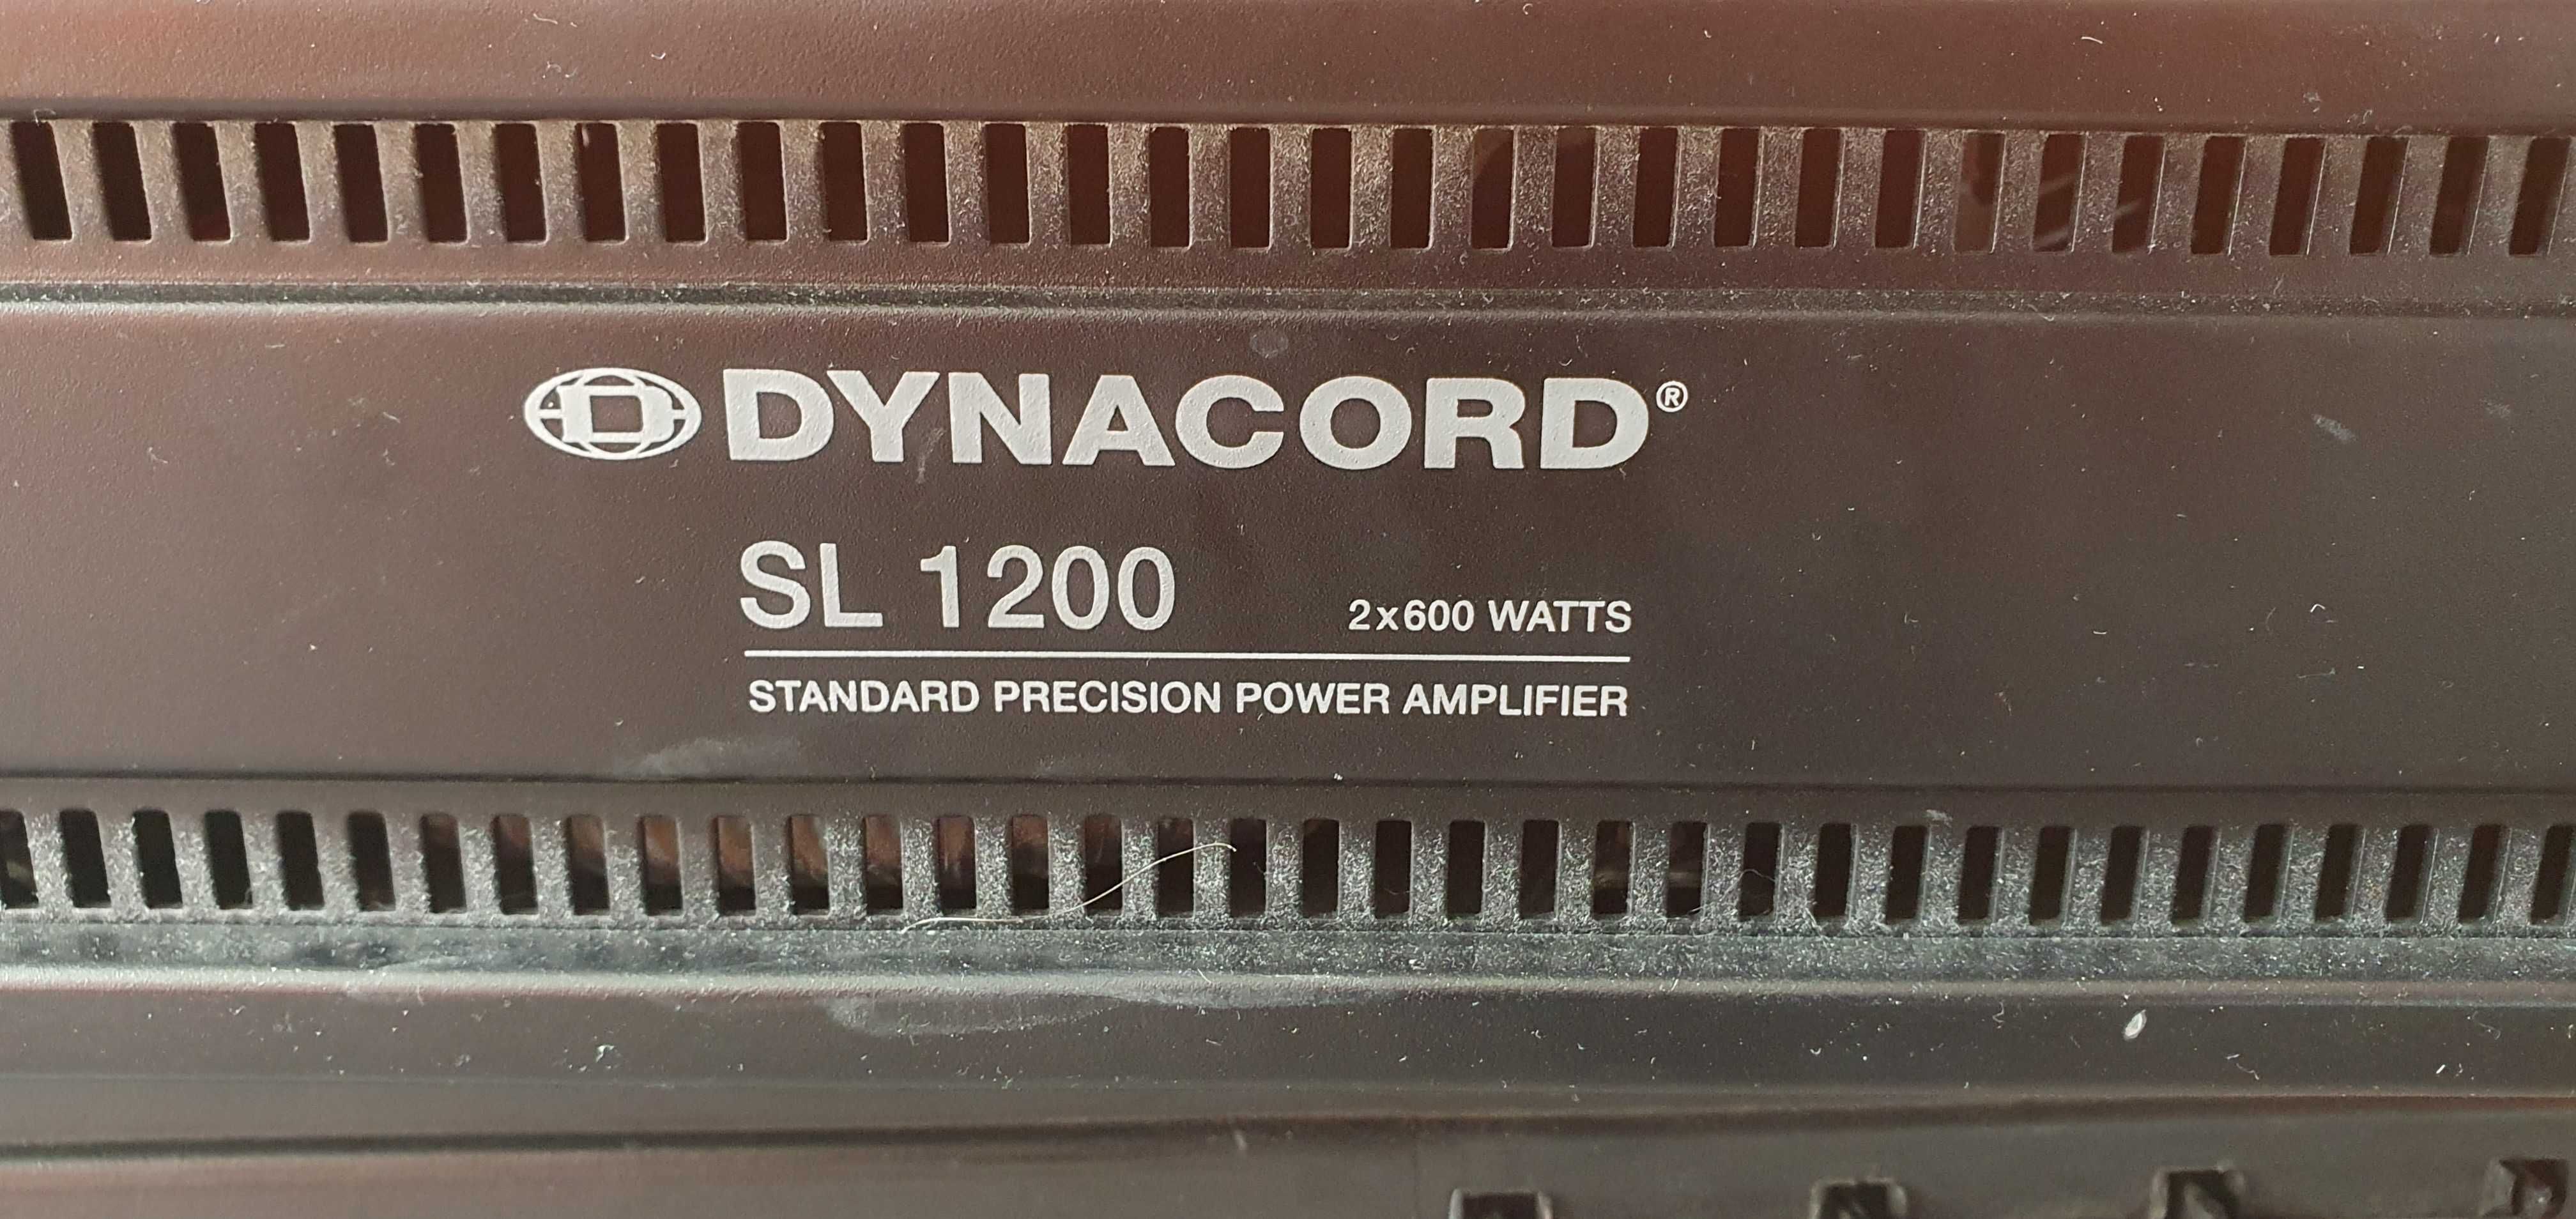 DYNACORD®
SL 1200 2x600 WATTS
STANDARD PRECISION POWER AMPLIFIER